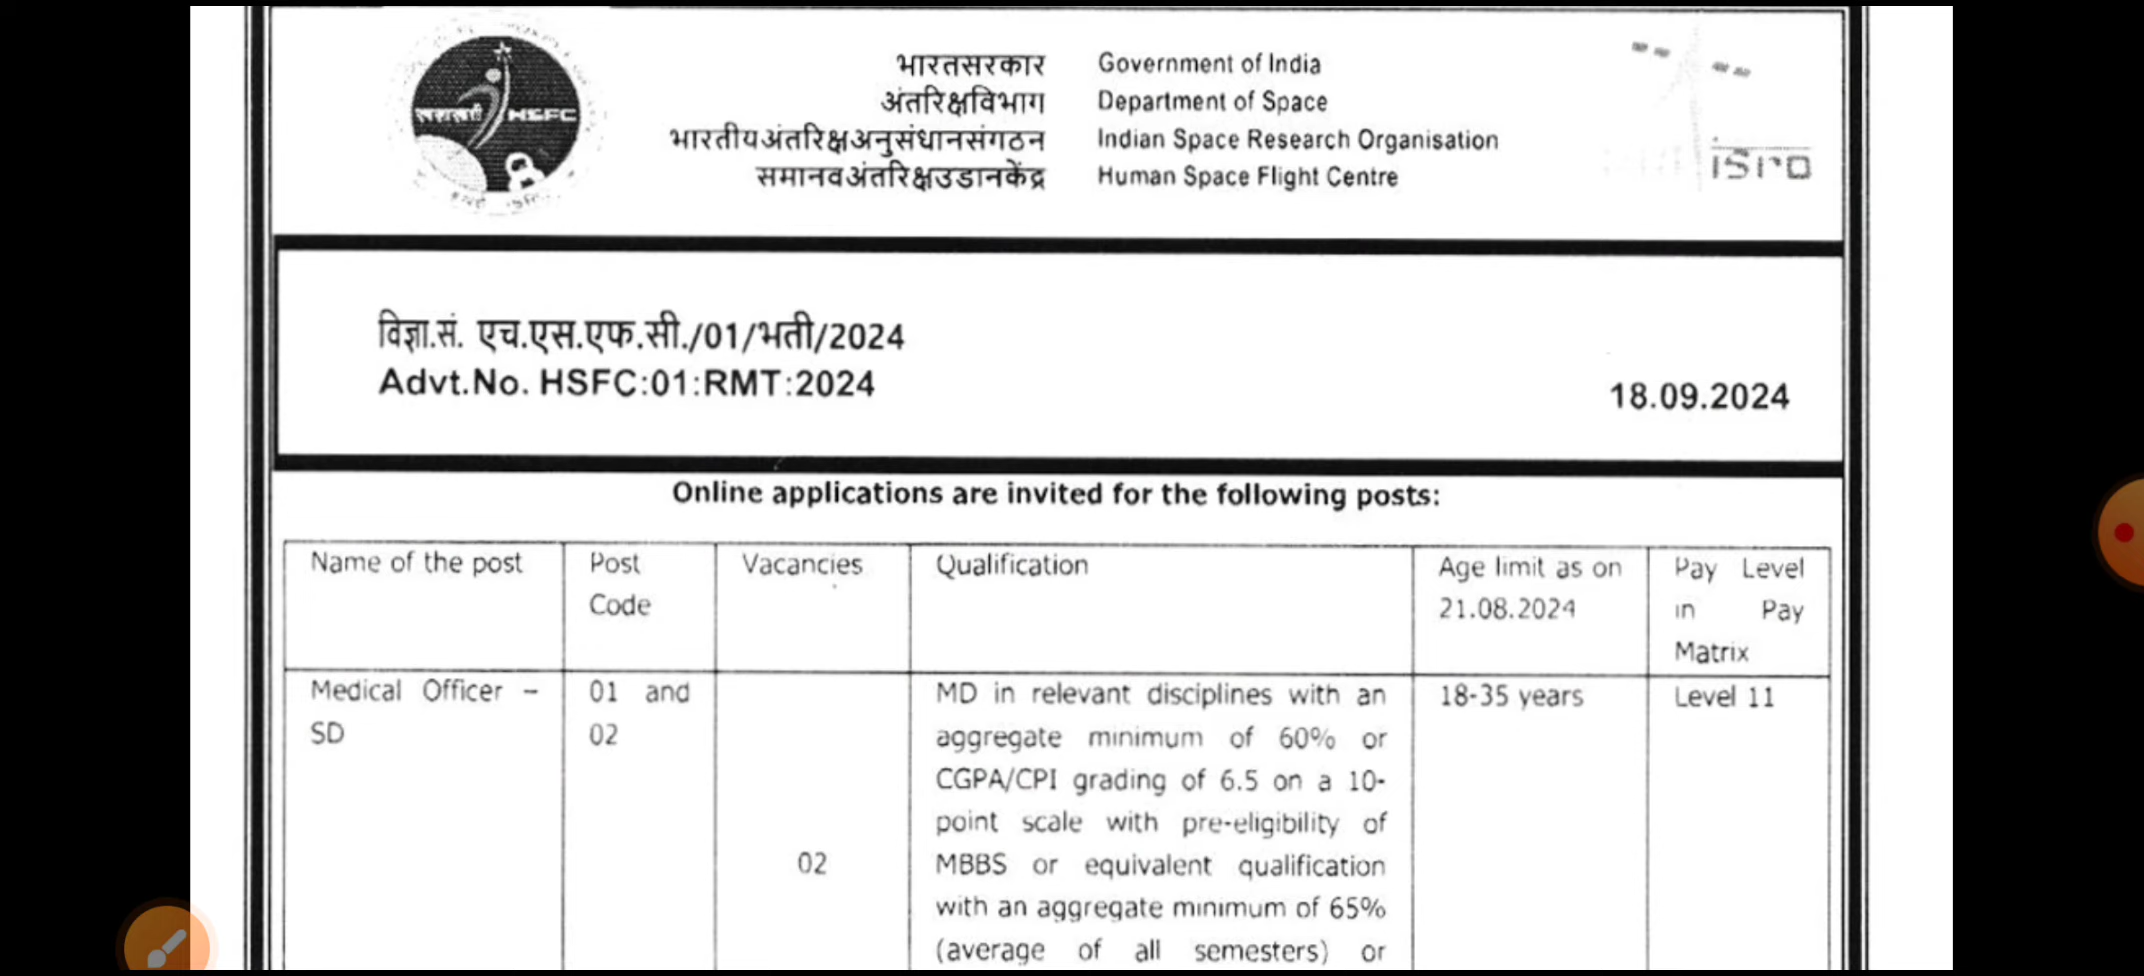 भारतसरकार Government of India
अंतरिक्षविभाग Department of Space
भारतीयअंतरिक्षअनुसंधानसंगठन Indian Space Research Organisation
समानवअंतरिक्षउडानकेंद्र Human Space Flight Centre
HSFC
isro
विज्ञा.सं. एच.एस.एफ.सी./01/भर्ती/2024
Advt.No. HSFC:01:RMT:2024
18.09.2024
Online applications are invited for the following posts:
Name of the post
Post
Code
Vacancies
Qualification
Age limit as on
21.08.2024
Pay Level
in Pay
Matrix
Medical Officer –
SD
01 and
02
02
MD in relevant disciplines with an
aggregate minimum of 60% or
CGPA/CPI grading of 6.5 on a 10-
point scale with pre-eligibility of
MBBS or equivalent qualification
with an aggregate minimum of 65%
(average of all semesters) or
18-35 years
Level 11